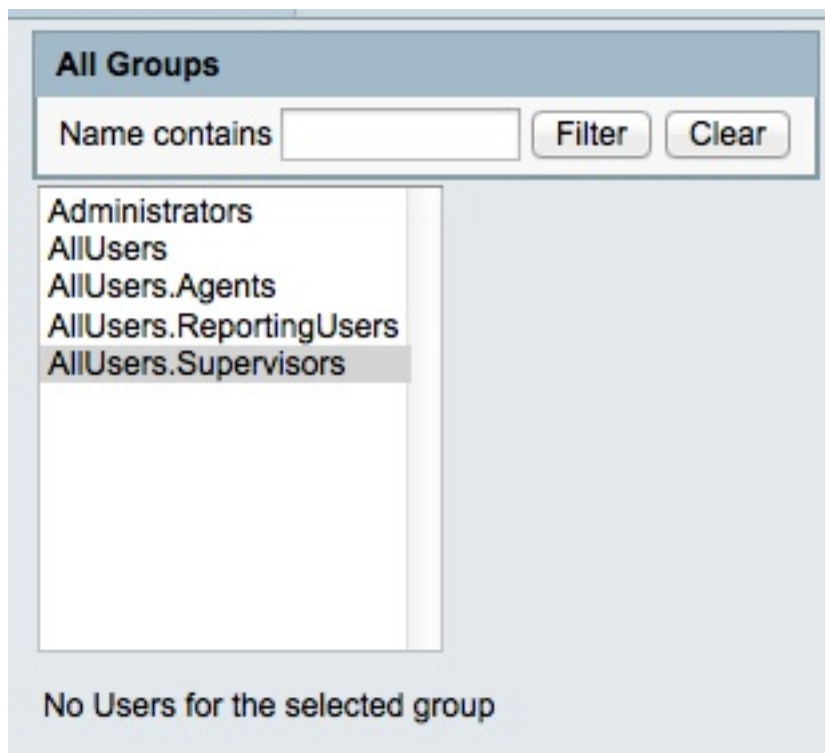 All Groups
Name contains Filter Clear
Administrators
AllUsers
AllUsers.Agents
AllUsers.ReportingUsers
AllUsers.Supervisors
No Users for the selected group